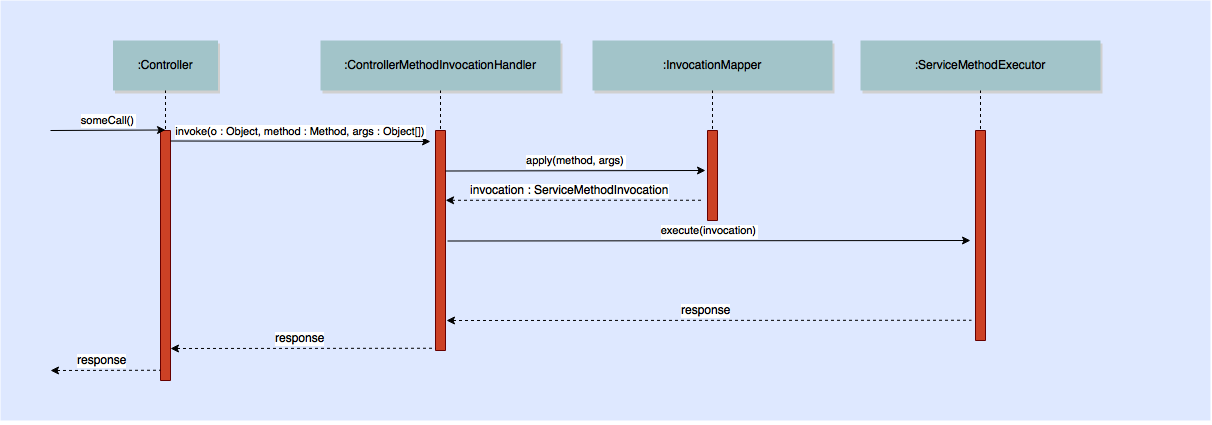 :Controller
:ControllerMethodInvocationHandler
:InvocationMapper
:ServiceMethodExecutor
someCall()
invoke(o : Object, method : Method, args : Object[])
apply(method, args)
invocation : ServiceMethodInvocation
execute(invocation)
response
response
response